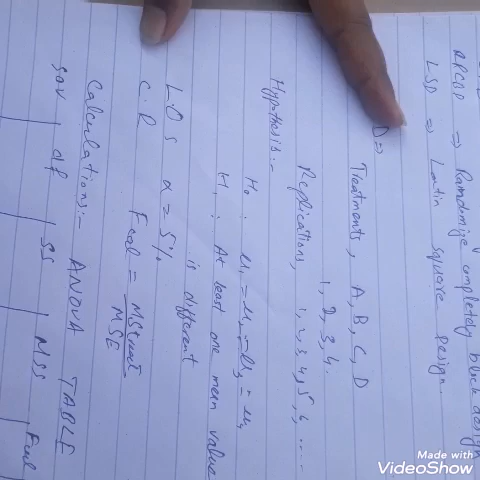 RCBD ⇒ Randomize completely block design
LSD ⇒ Latin square Design.
D ⇒
Treatments, A, B, C, D
1, 2, 3, 4.
Replications, 1, 2, 3, 4, 5, 6, ....
Hypothesis:-
H₀ : μ₁ = μ₂ = μ₃ = μ₄
H₁ : At least one mean value
is different
LOS α = 5%
C.R Fcal = MStreat / MSE
Calculations:- ANOVA TABLE
SOV df SS MSS Fcal
Made with
VideoShow